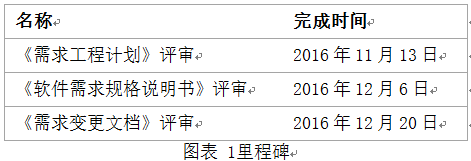 名称 完成时间
《需求工程计划》评审 2016年11月13日
《软件需求规格说明书》评审 2016年12月6日
《需求变更文档》评审 2016年12月20日
图表 1里程碑